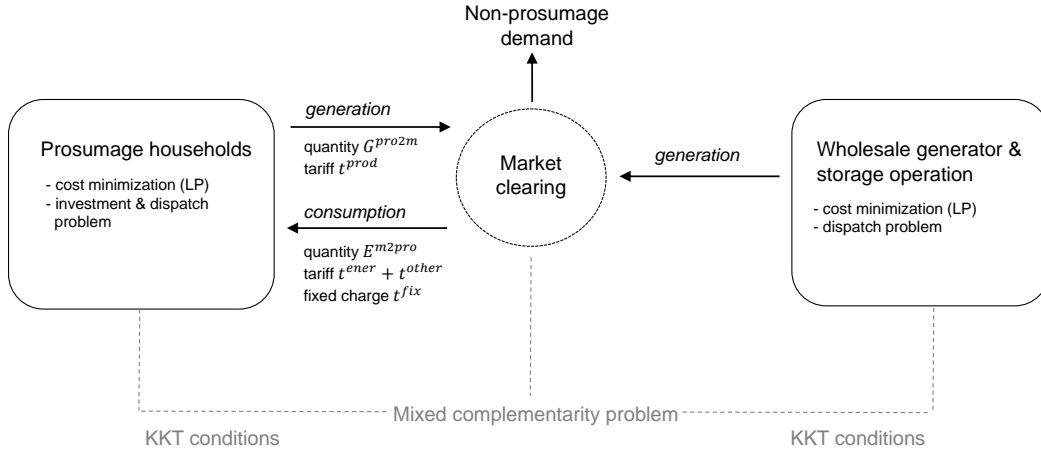 Non-prosumage
demand
Prosumage households
- cost minimization (LP)
- investment & dispatch
problem
generation
quantity G^{pro2m}
tariff t^{prod}
consumption
quantity E^{m2pro}
tariff t^{ener} + t^{other}
fixed charge t^{fix}
Market
clearing
generation
Wholesale generator &
storage operation
- cost minimization (LP)
- dispatch problem
Mixed complementarity problem
KKT conditions
KKT conditions